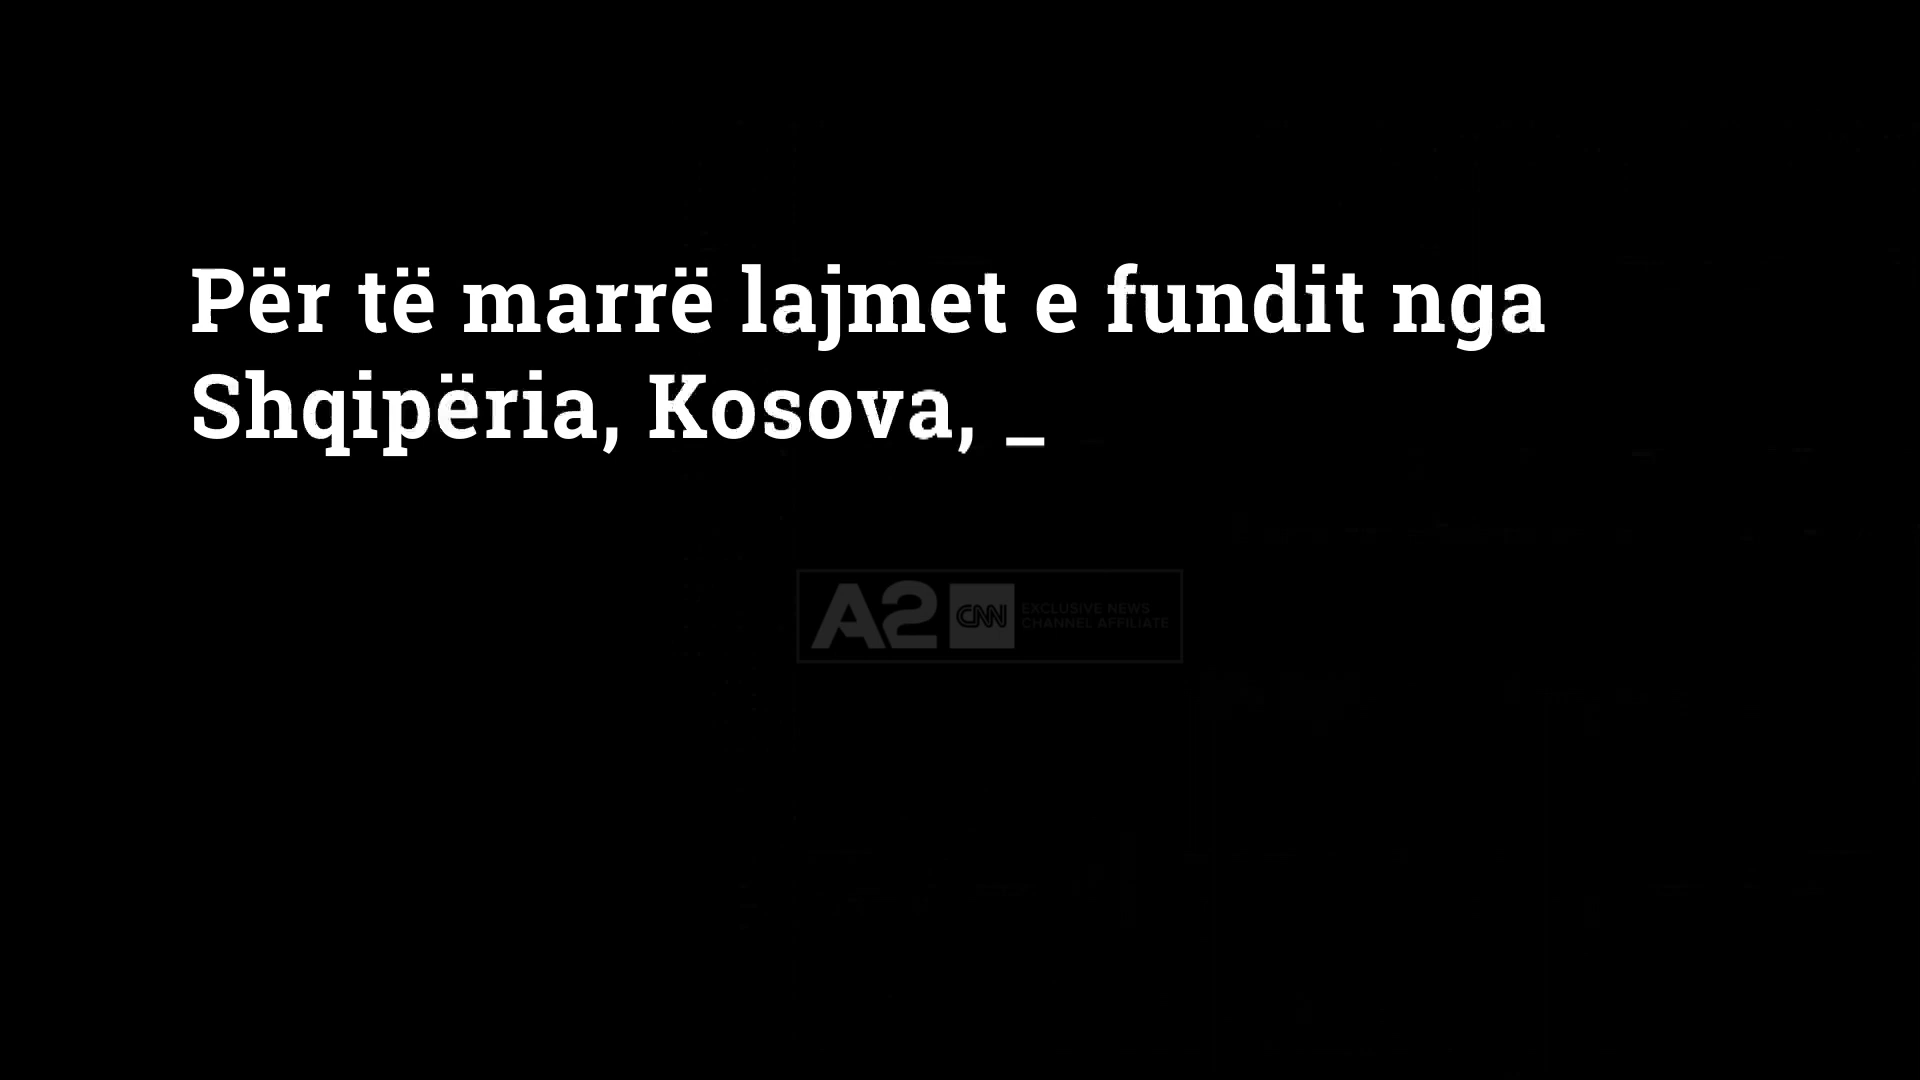 Për të marrë lajmet e fundit nga
Shqipëria, Kosova, _
A2 CNN EXCLUSIVE NEWS
CHANNEL AFFILIATE